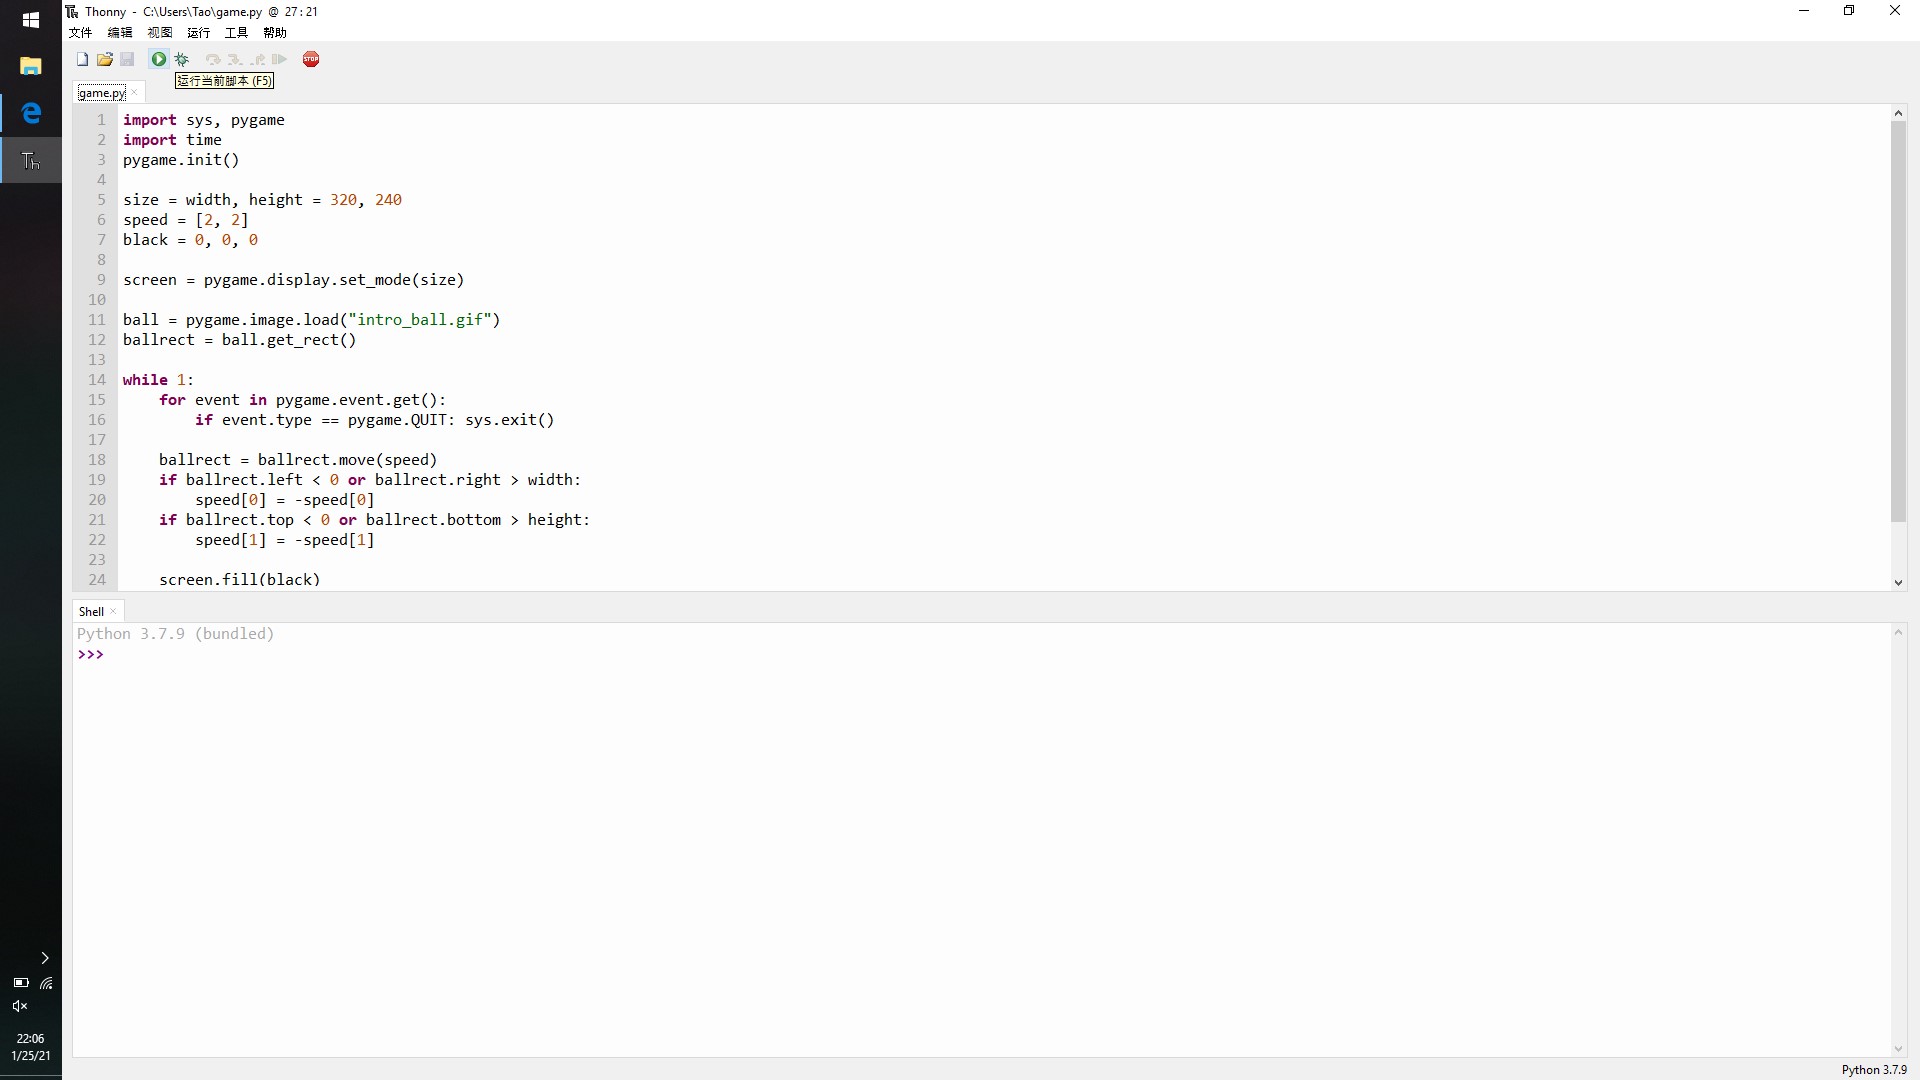 Thonny - C:\Users\Tao\game.py @ 27:21
文件 编辑 视图 运行 工具 帮助
STOP
运行当前脚本 (F5)
game.py
1 import sys, pygame
2 import time
3 pygame.init()
4
5 size = width, height = 320, 240
6 speed = [2, 2]
7 black = 0, 0, 0
8
9 screen = pygame.display.set_mode(size)
10
11 ball = pygame.image.load("intro_ball.gif")
12 ballrect = ball.get_rect()
13
14 while 1:
15     for event in pygame.event.get():
16         if event.type == pygame.QUIT: sys.exit()
17
18     ballrect = ballrect.move(speed)
19     if ballrect.left < 0 or ballrect.right > width:
20         speed[0] = -speed[0]
21     if ballrect.top < 0 or ballrect.bottom > height:
22         speed[1] = -speed[1]
23
24     screen.fill(black)
Shell
Python 3.7.9 (bundled)
>>>
22:06
1/25/21
Python 3.7.9